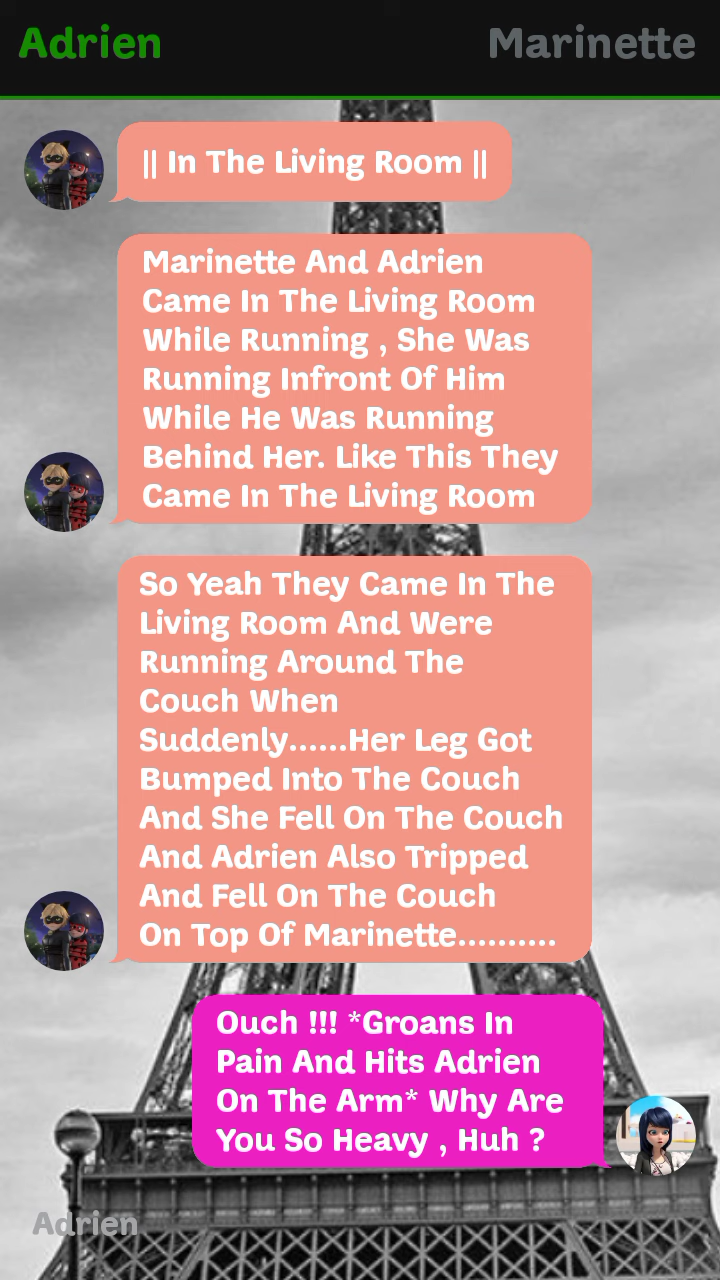 Adrien
Marinette
|| In The Living Room ||
Marinette And Adrien
Came In The Living Room
While Running , She Was
Running Infront Of Him
While He Was Running
Behind Her. Like This They
Came In The Living Room
So Yeah They Came In The
Living Room And Were
Running Around The
Couch When
Suddenly......Her Leg Got
Bumped Into The Couch
And She Fell On The Couch
And Adrien Also Tripped
And Fell On The Couch
On Top Of Marinette..........
Ouch !!! *Groans In
Pain And Hits Adrien
On The Arm* Why Are
You So Heavy , Huh ?
Adrien